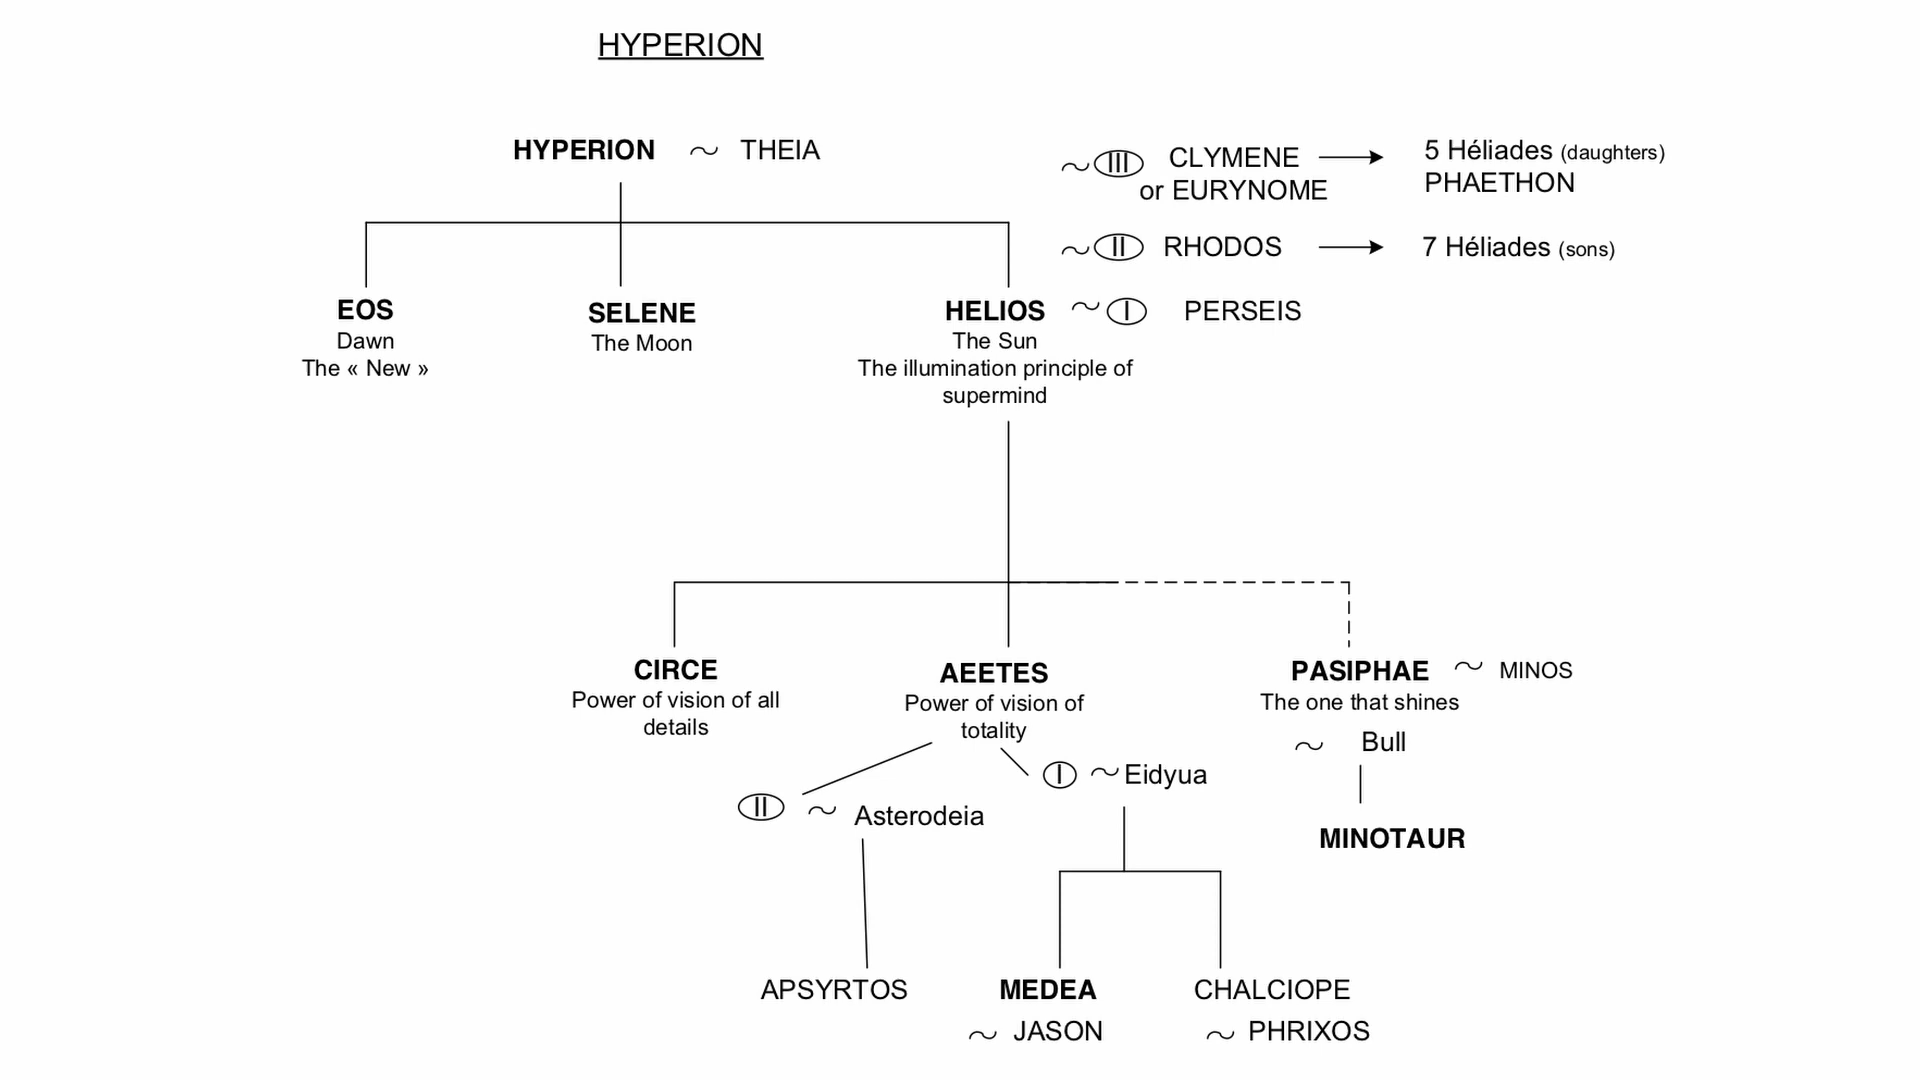 HYPERION
HYPERION ~ THEIA
~ III CLYMENE → 5 Héliades (daughters)
or EURYNOME PHAETHON
~ II RHODOS → 7 Héliades (sons)
EOS SELENE HELIOS ~ I PERSEIS
Dawn The Moon The Sun
The « New » The illumination principle of
supermind
CIRCE AEETES PASIPHAE ~ MINOS
Power of vision of all Power of vision of The one that shines
details totality
~ Bull
I ~ Eidyua
II ~ Asterodeia
MINOTAUR
APSYRTOS MEDEA CHALCIOPE
~ JASON ~ PHRIXOS